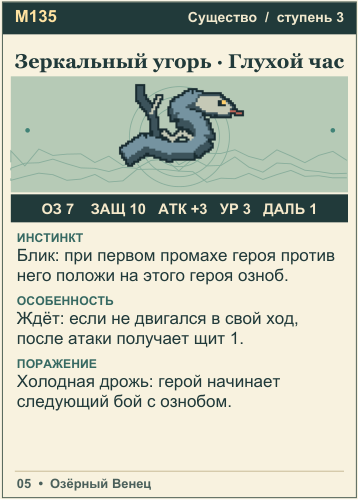 M135
Существо / ступень 3
Зеркальный угорь · Глухой час
ОЗ 7 ЗАЩ 10 АТК +3 УР 3 ДАЛЬ 1
ИНСТИНКТ
Блик: при первом промахе героя против
него положи на этого героя озноб.
ОСОБЕННОСТЬ
Ждёт: если не двигался в свой ход,
после атаки получает щит 1.
ПОРАЖЕНИЕ
Холодная дрожь: герой начинает
следующий бой с ознобом.
05 • Озёрный Венец